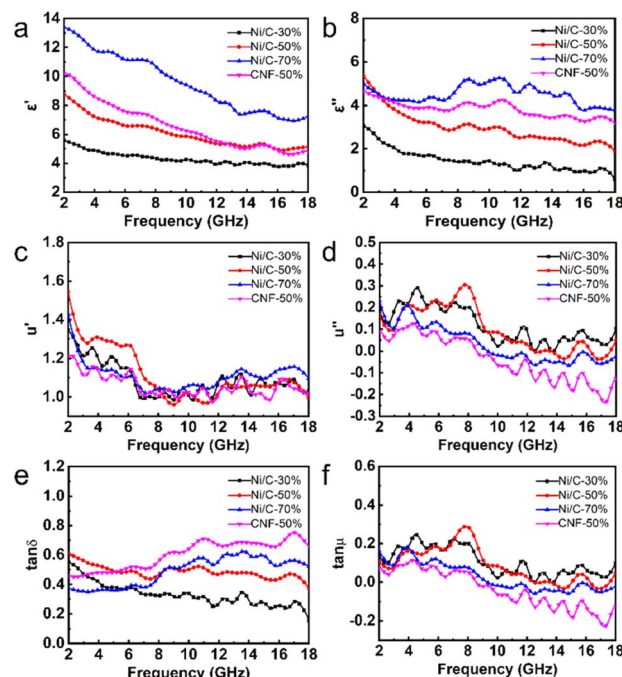 a
14
12
10
8
6
4
2
ε'
Ni/C-30%
Ni/C-50%
Ni/C-70%
CNF-50%
2 4 6 8 10 12 14 16 18
Frequency (GHz)
b
8
6
4
2
0
ε''
Ni/C-30%
Ni/C-50%
Ni/C-70%
CNF-50%
2 4 6 8 10 12 14 16 18
Frequency (GHz)
c
1.8
1.6
1.4
1.2
1.0
u'
Ni/C-30%
Ni/C-50%
Ni/C-70%
CNF-50%
2 4 6 8 10 12 14 16 18
Frequency (GHz)
d
0.5
0.4
0.3
0.2
0.1
0.0
-0.1
-0.2
-0.3
u''
Ni/C-30%
Ni/C-50%
Ni/C-70%
CNF-50%
2 4 6 8 10 12 14 16 18
Frequency (GHz)
e
1.2
1.0
0.8
0.6
0.4
0.2
0.0
tanδ
Ni/C-30%
Ni/C-50%
Ni/C-70%
CNF-50%
2 4 6 8 10 12 14 16 18
Frequency (GHz)
f
0.6
0.4
0.2
0.0
-0.2
tanμ
Ni/C-30%
Ni/C-50%
Ni/C-70%
CNF-50%
2 4 6 8 10 12 14 16 18
Frequency (GHz)